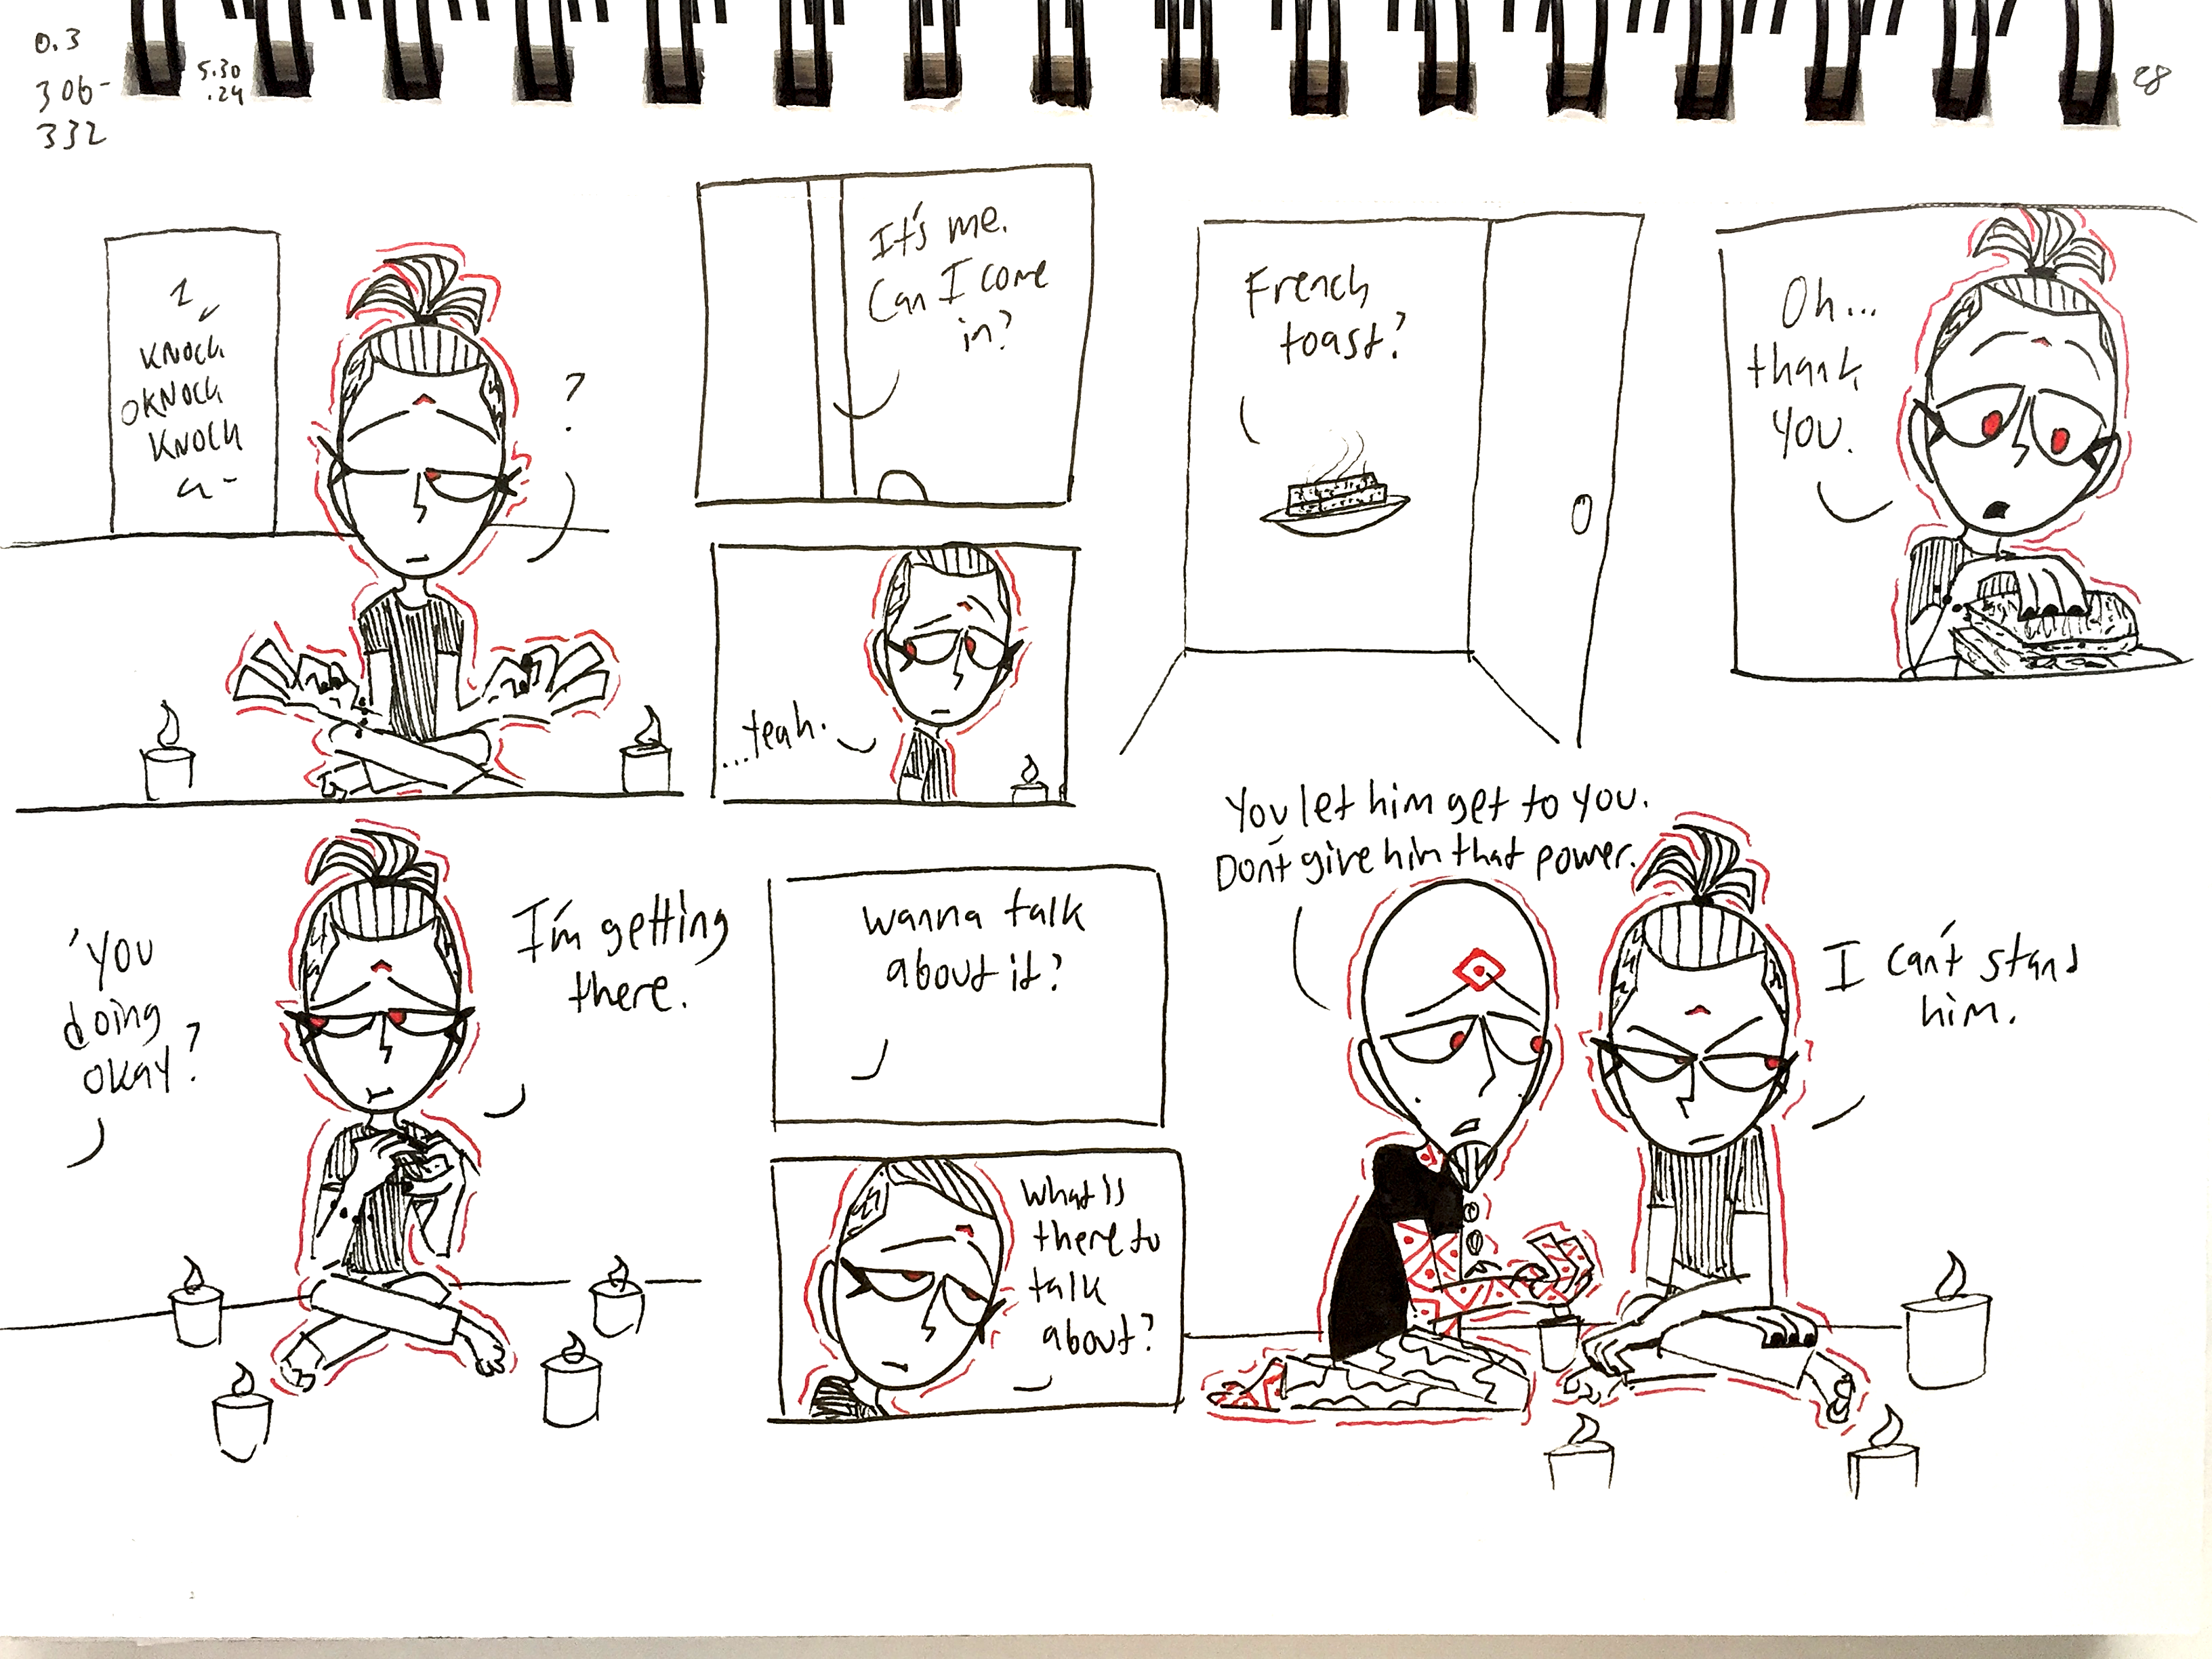 0.3
306-
332
5.30
.24
28
KNOCK
KNOCK
KNOCK
?
It's me.
Can I come
in?
...Yeah.
French
toast?
Oh...
thank
you.
You
doing
okay?
I'm getting
there.
wanna talk
about it?
What is
there to
talk
about?
You let him get to you.
Don't give him that power.
I can't stand
him.